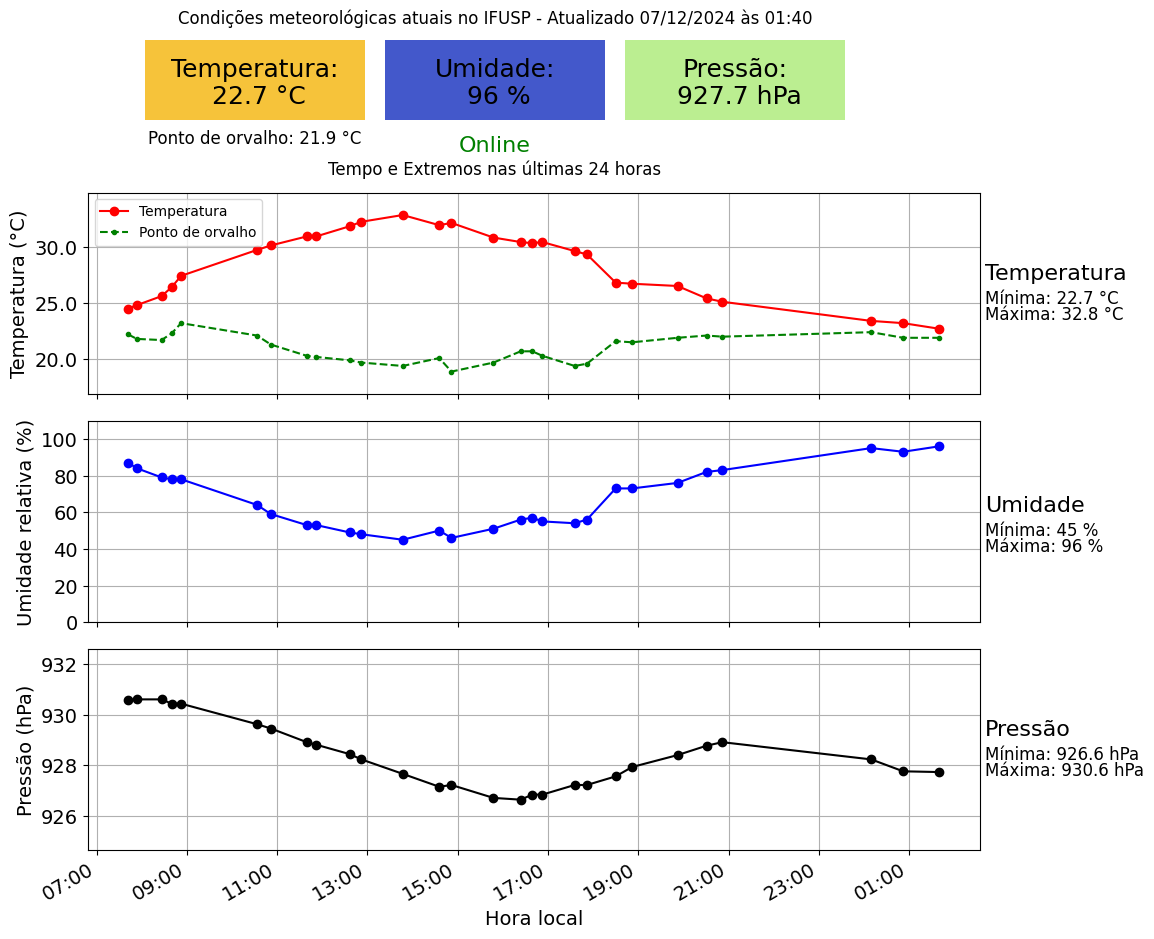 Condições meteorológicas atuais no IFUSP - Atualizado 07/12/2024 às 01:40
Temperatura:
22.7 °C
Umidade:
96 %
Pressão:
927.7 hPa
Ponto de orvalho: 21.9 °C
Online
Tempo e Extremos nas últimas 24 horas
Temperatura
Ponto de orvalho
Temperatura (°C)
30.0
25.0
20.0
Temperatura
Mínima: 22.7 °C
Máxima: 32.8 °C
Umidade relativa (%)
100
80
60
40
20
0
Umidade
Mínima: 45 %
Máxima: 96 %
Pressão (hPa)
932
930
928
926
Pressão
Mínima: 926.6 hPa
Máxima: 930.6 hPa
07:00 09:00 11:00 13:00 15:00 17:00 19:00 21:00 23:00 01:00
Hora local